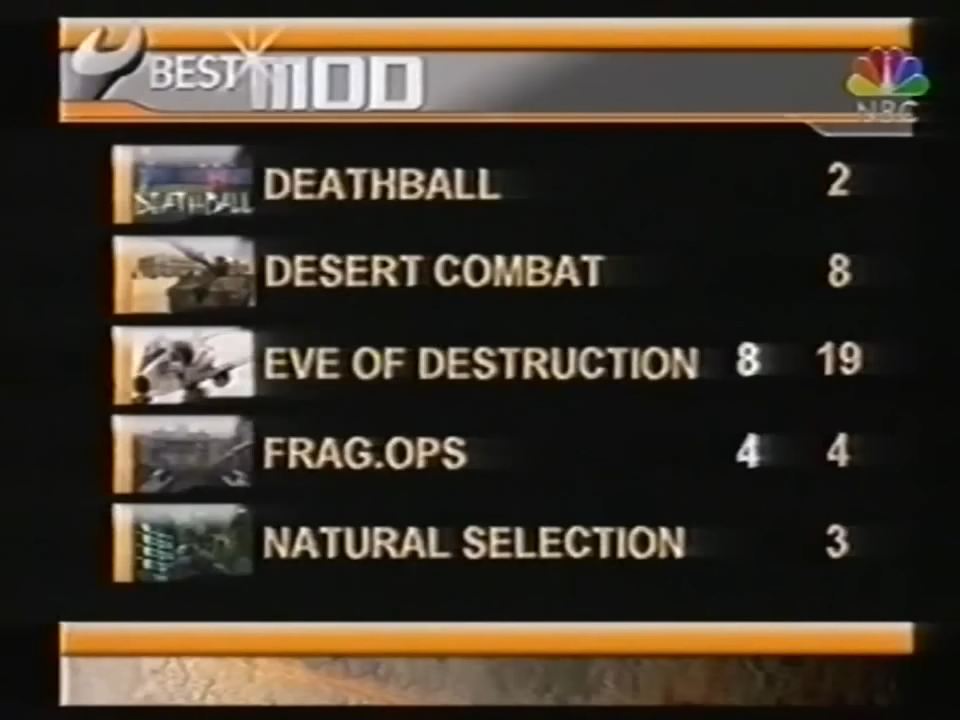 BEST MOD
NBC
DEATHBALL 2
DEATHBALL
DESERT COMBAT 8
EVE OF DESTRUCTION 8 19
FRAG.OPS 4 4
NATURAL SELECTION 3